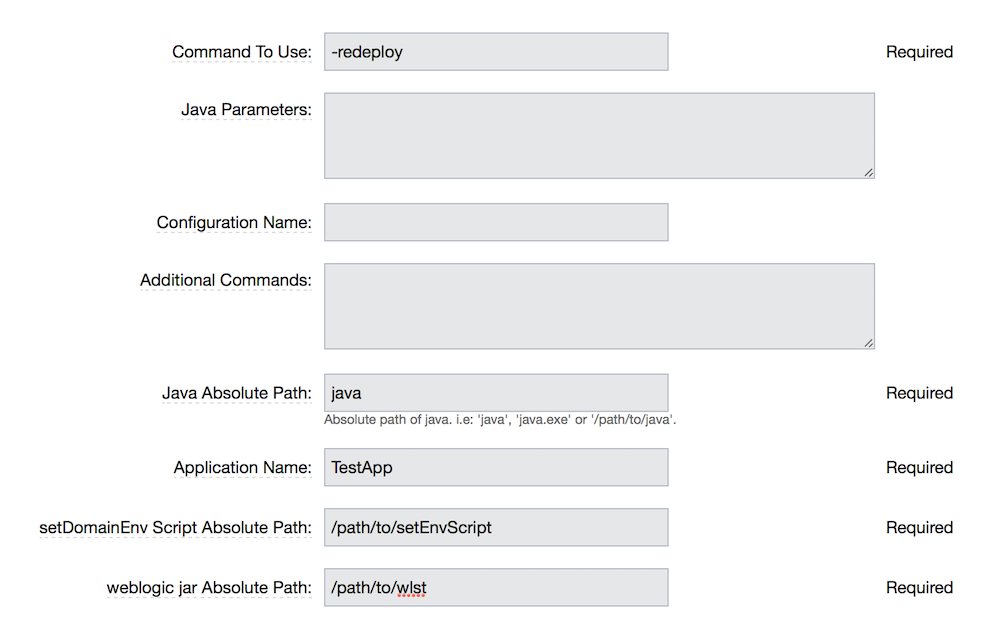 Command To Use: -redeploy Required
Java Parameters:
Configuration Name:
Additional Commands:
Java Absolute Path: java Required
Absolute path of java. i.e: 'java', 'java.exe' or '/path/to/java'.
Application Name: TestApp Required
setDomainEnv Script Absolute Path: /path/to/setEnvScript Required
weblogic jar Absolute Path: /path/to/wlst Required